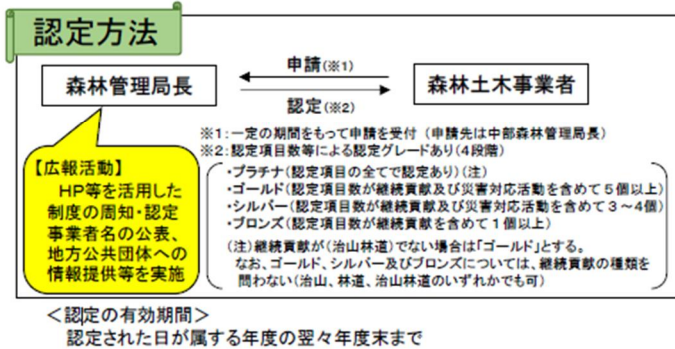 認定方法
森林管理局長
申請(※1)
認定(※2)
森林土木事業者
※1:一定の期間をもって申請を受付（申請先は中部森林管理局長）
※2:認定項目数等による認定グレードあり(4段階)
・プラチナ(認定項目の全てで認定あり)(注)
・ゴールド(認定項目数が継続貢献及び災害対応活動を含めて5個以上)
・シルバー(認定項目数が継続貢献及び災害対応活動を含めて3～4個)
・ブロンズ(認定項目数が継続貢献を含めて1個以上)
(注)継続貢献が(治山林道)でない場合は「ゴールド」とする。
なお、ゴールド、シルバー及びブロンズについては、継続貢献の種類を
問わない(治山、林道、治山林道のいずれかでも可)
【広報活動】
HP等を活用した
制度の周知・認定
事業者名の公表、
地方公共団体への
情報提供等を実施
＜認定の有効期間＞
認定された日が属する年度の翌々年度末まで